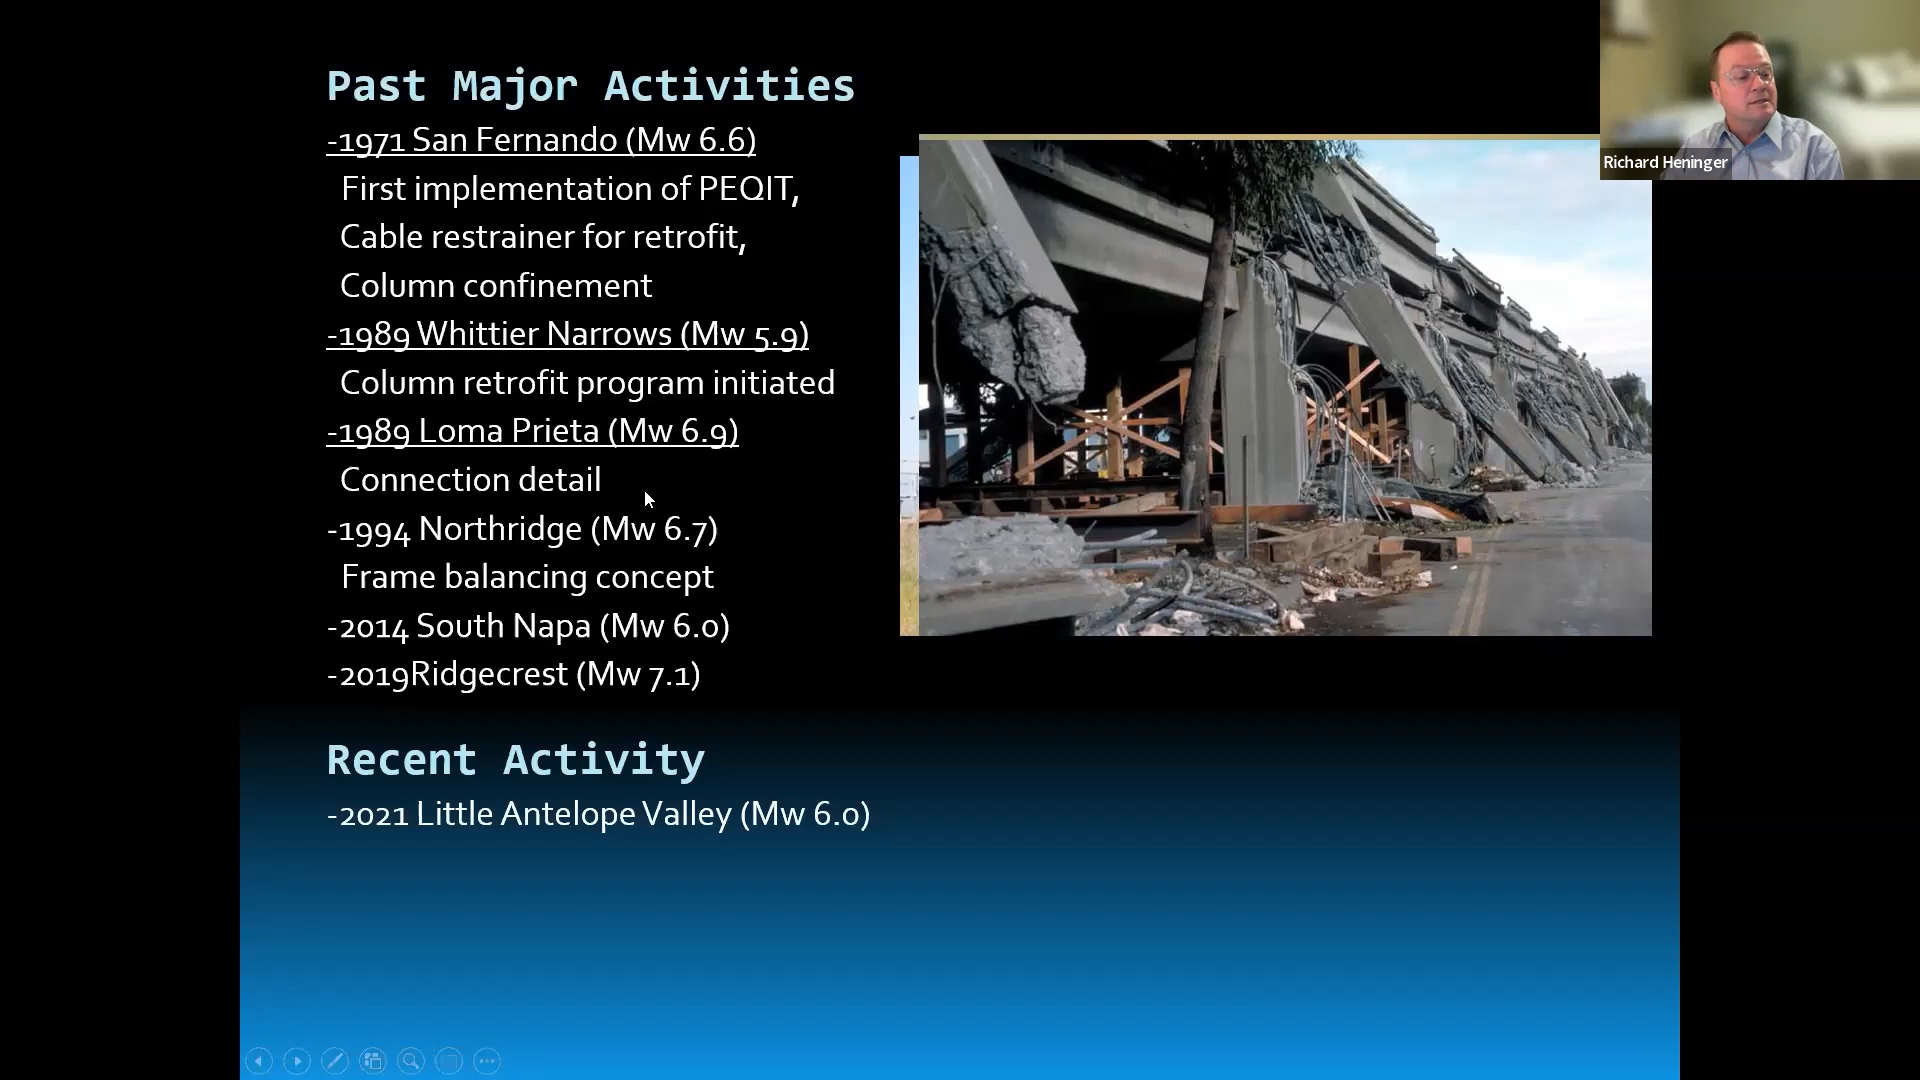 Past Major Activities
-1971 San Fernando (Mw 6.6)
First implementation of PEQIT,
Cable restrainer for retrofit,
Column confinement
-1989 Whittier Narrows (Mw 5.9)
Column retrofit program initiated
-1989 Loma Prieta (Mw 6.9)
Connection detail
-1994 Northridge (Mw 6.7)
Frame balancing concept
-2014 South Napa (Mw 6.0)
-2019Ridgecrest (Mw 7.1)
Recent Activity
-2021 Little Antelope Valley (Mw 6.0)
Richard Heninger